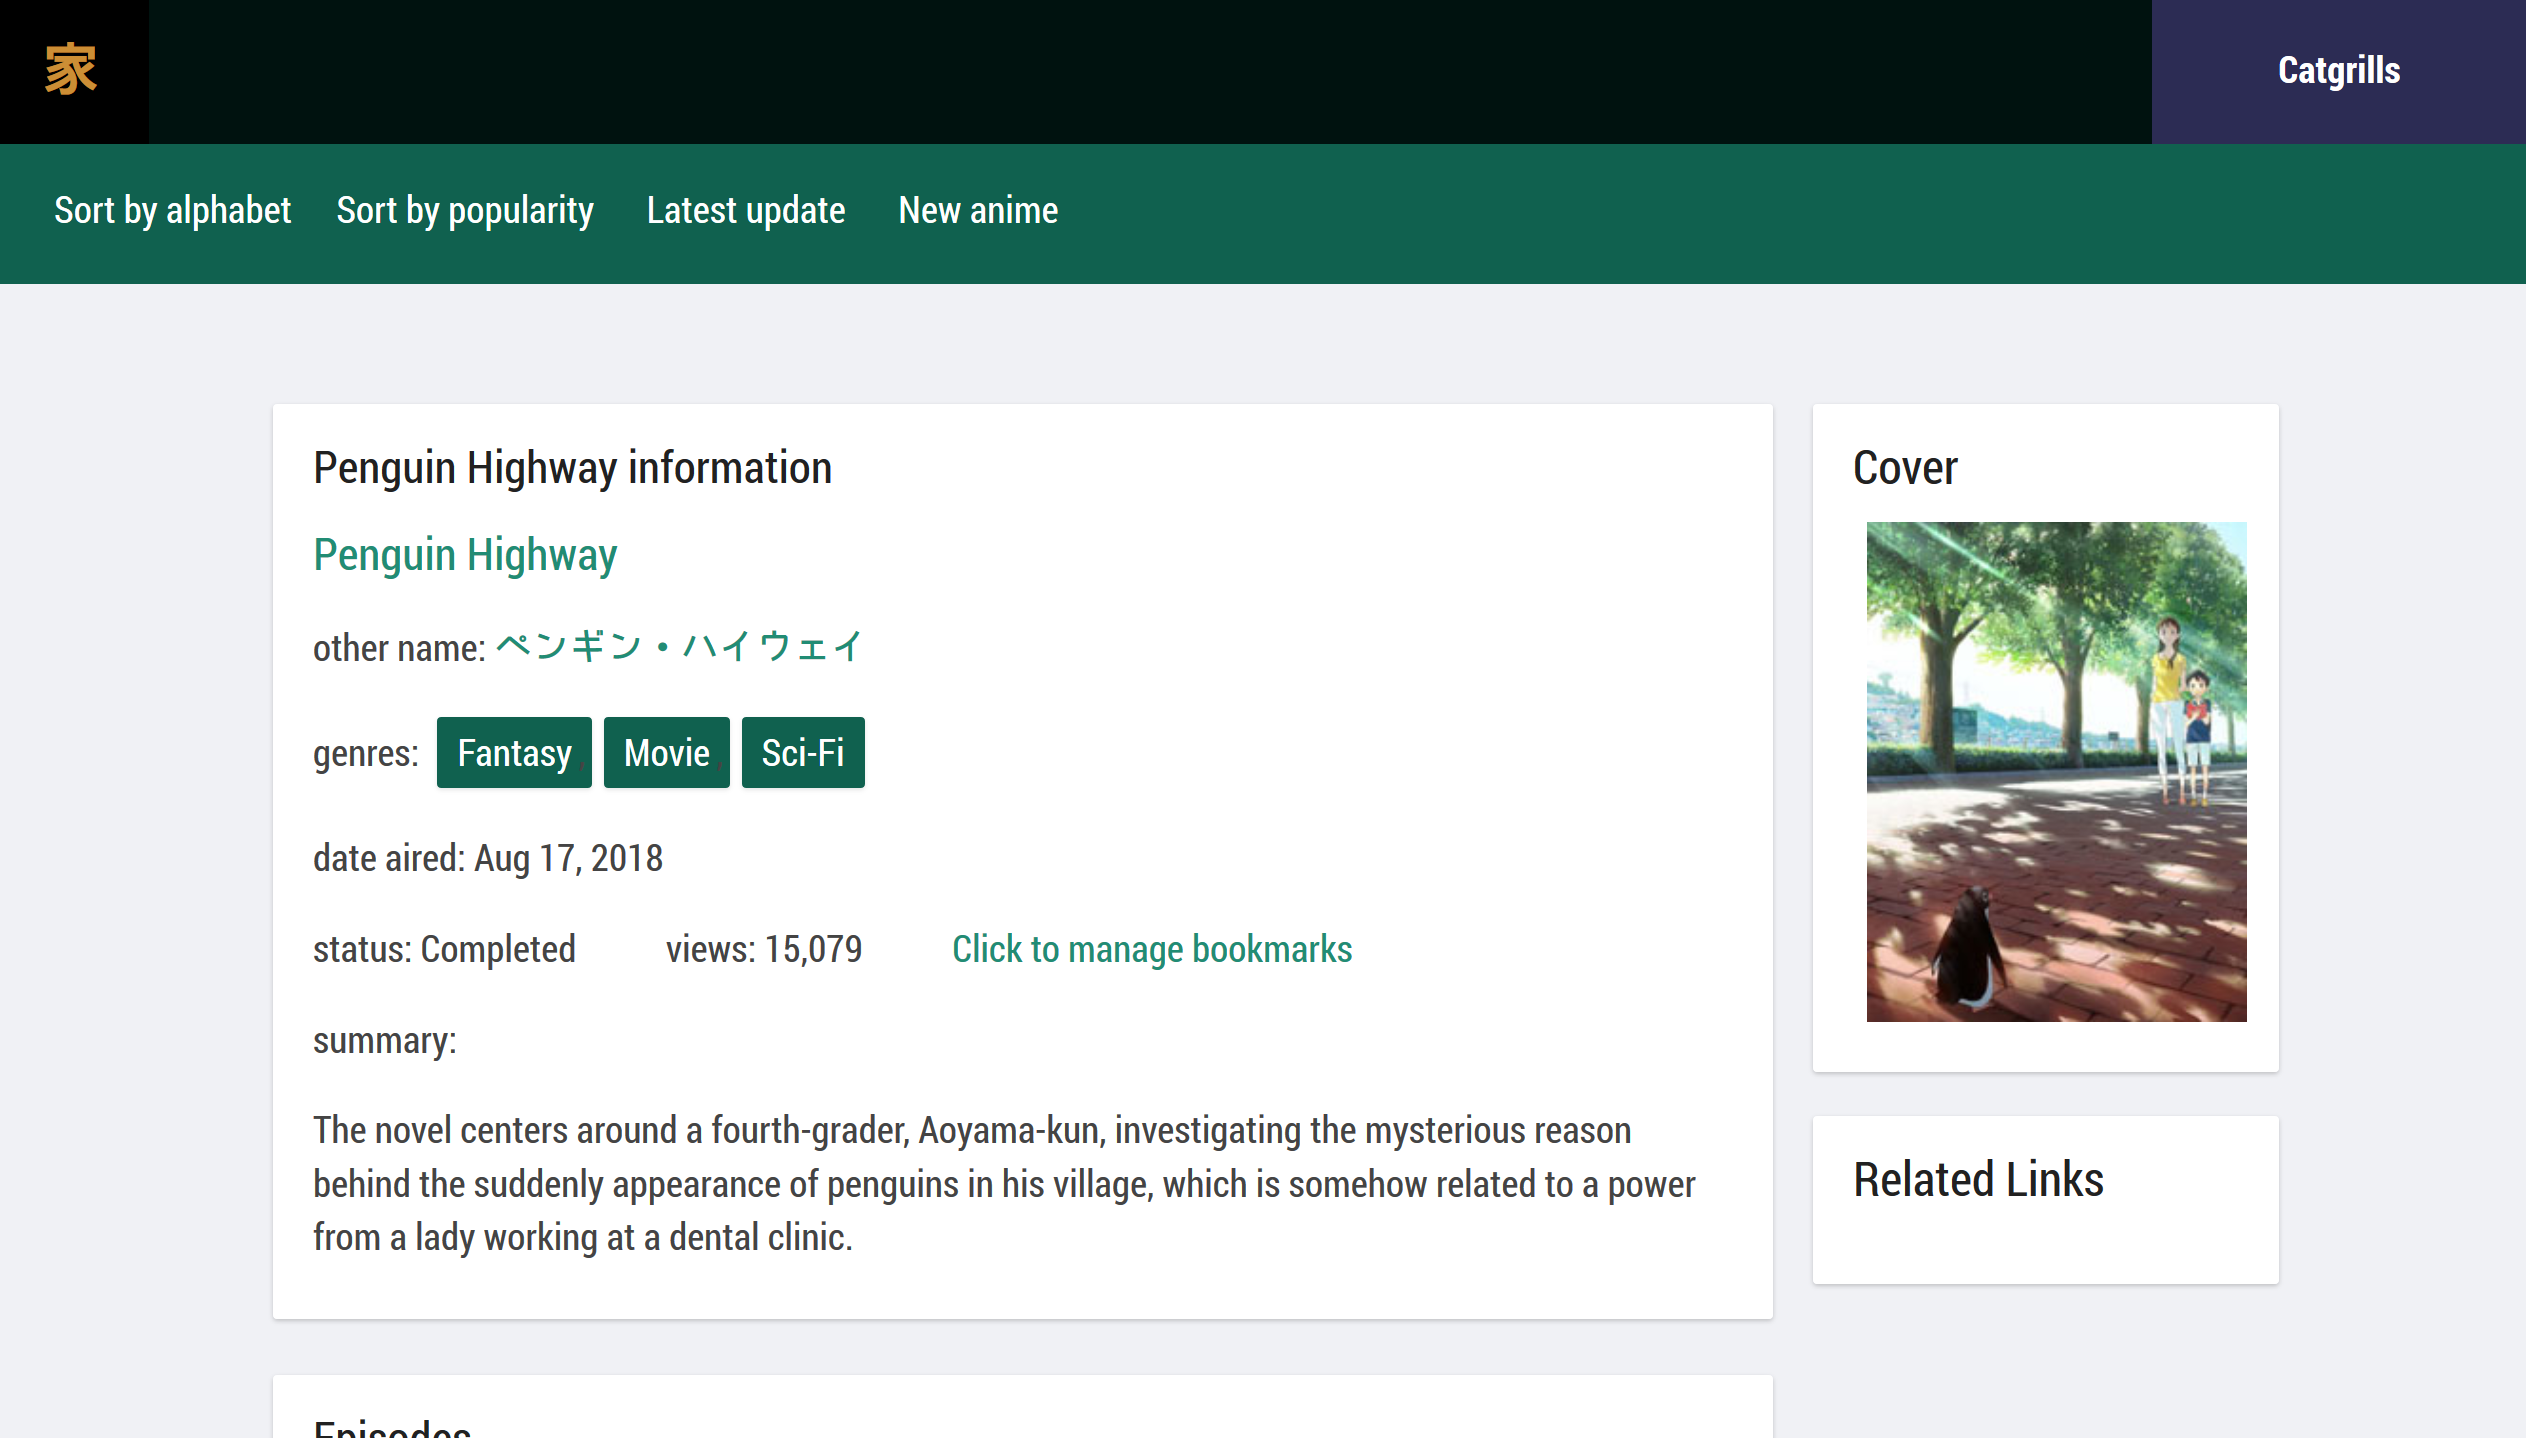 家
Catgrills
Sort by alphabet Sort by popularity Latest update New anime
Penguin Highway information
Penguin Highway
other name: ペンギン・ハイウェイ
genres: Fantasy, Movie, Sci-Fi
date aired: Aug 17, 2018
status: Completed views: 15,079 Click to manage bookmarks
summary:
The novel centers around a fourth-grader, Aoyama-kun, investigating the mysterious reason
behind the suddenly appearance of penguins in his village, which is somehow related to a power
from a lady working at a dental clinic.
Cover
Related Links
Episodes